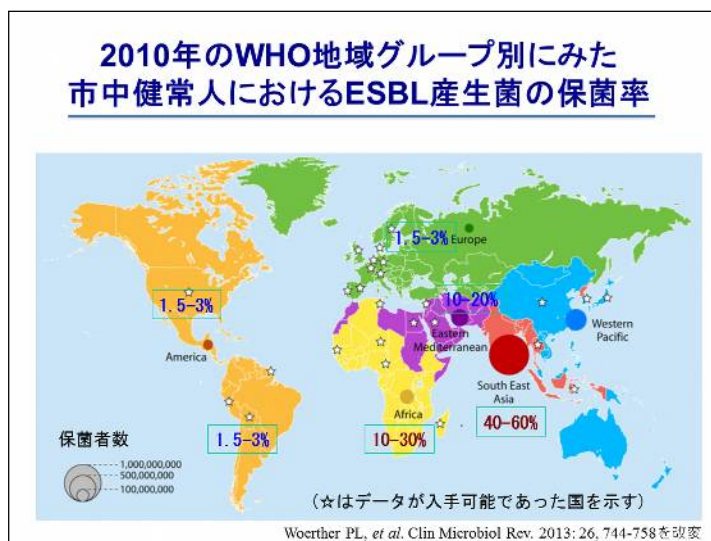 2010年のWHO地域グループ別にみた
市中健常人におけるESBL産生菌の保菌率
1.5-3%
Europe
1.5-3%
10-20%
Eastern
Mediterranean
Western
Pacific
America
South East
Asia
Africa
40-60%
1.5-3%
10-30%
保菌者数
1,000,000,000
500,000,000
100,000,000
(☆はデータが入手可能であった国を示す)
Woerther PL, et al. Clin Microbiol Rev. 2013: 26, 744-758を改変